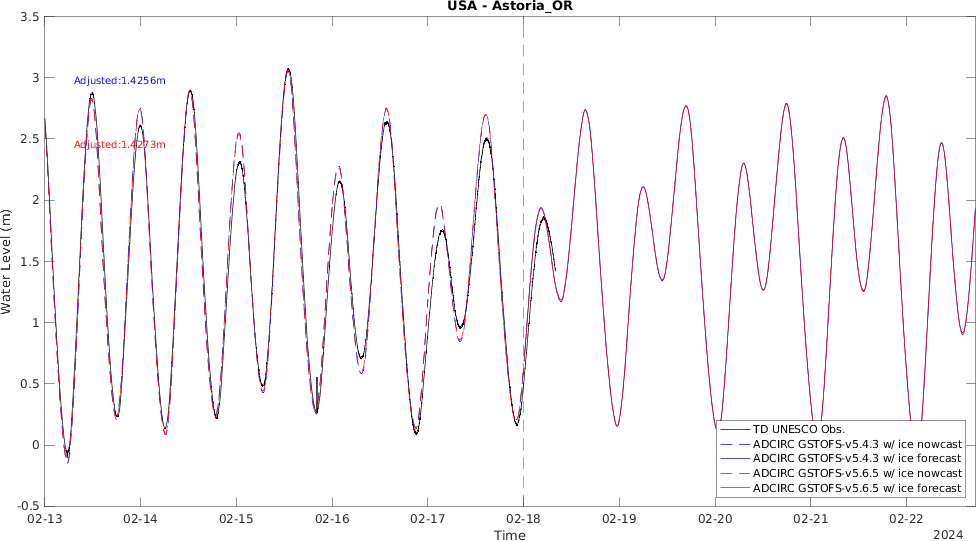 USA - Astoria_OR
3.5
3
2.5
2
1.5
1
0.5
0
-0.5
Water Level (m)
Adjusted:1.4256m
Adjusted:1.4273m
TD UNESCO Obs.
ADCIRC GSTOFS-v5.4.3 w/ ice nowcast
ADCIRC GSTOFS-v5.4.3 w/ ice forecast
ADCIRC GSTOFS-v5.6.5 w/ ice nowcast
ADCIRC GSTOFS-v5.6.5 w/ ice forecast
02-13 02-14 02-15 02-16 02-17 02-18 02-19 02-20 02-21 02-22
Time
2024